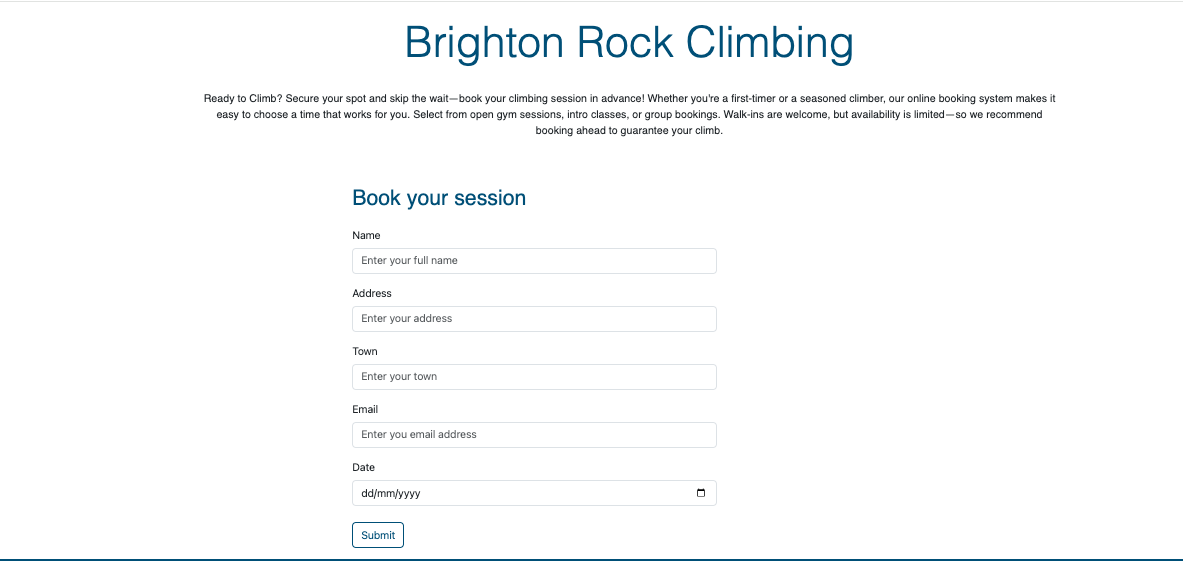 Brighton Rock Climbing
Ready to Climb? Secure your spot and skip the wait—book your climbing session in advance! Whether you're a first-timer or a seasoned climber, our online booking system makes it
easy to choose a time that works for you. Select from open gym sessions, intro classes, or group bookings. Walk-ins are welcome, but availability is limited—so we recommend
booking ahead to guarantee your climb.
Book your session
Name
Enter your full name
Address
Enter your address
Town
Enter your town
Email
Enter you email address
Date
dd/mm/yyyy
Submit